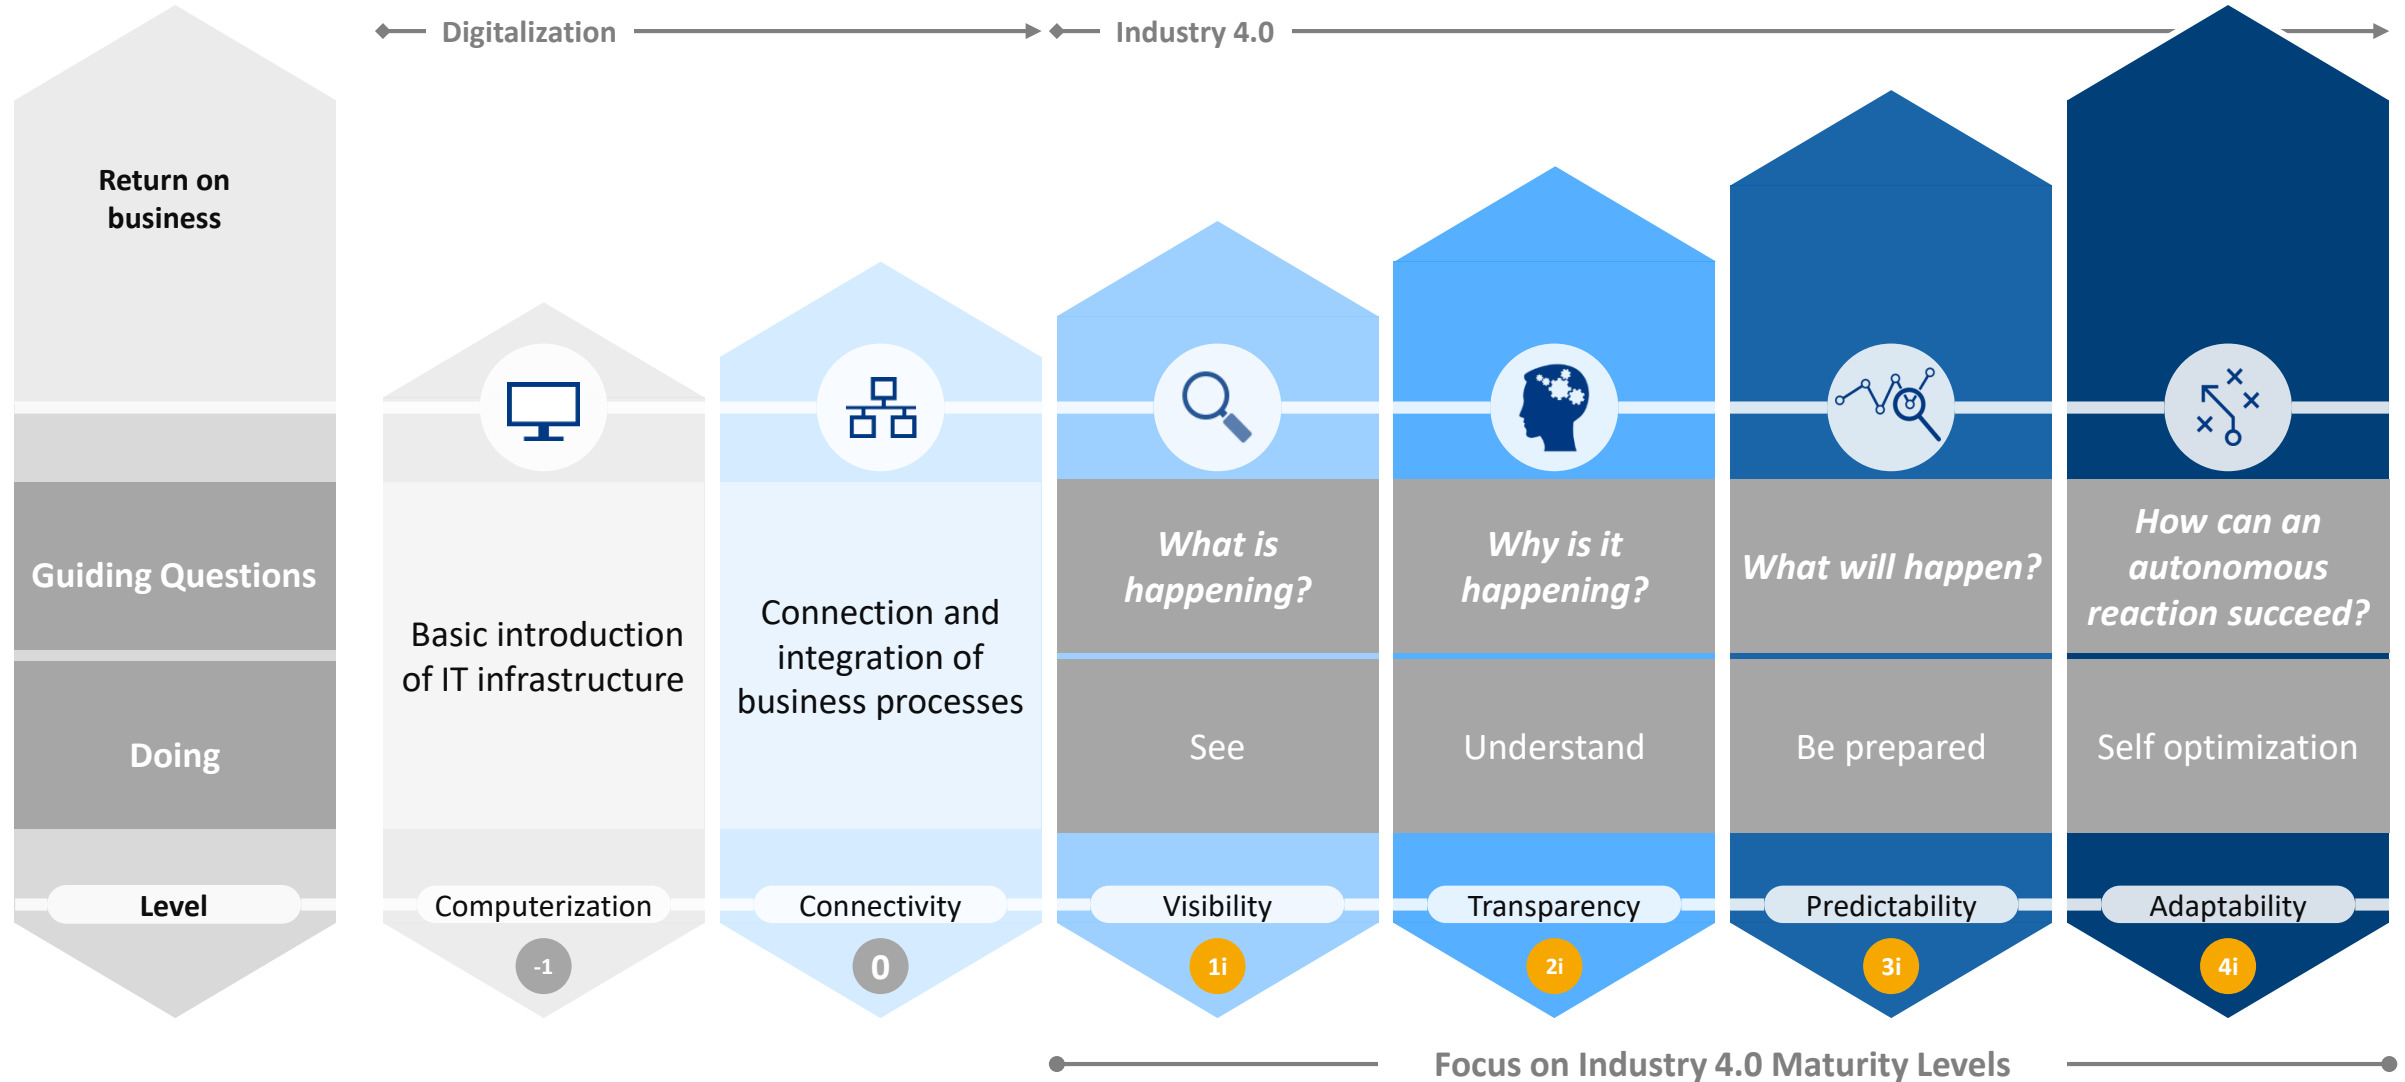 Digitalization
Industry 4.0
Return on
business
Guiding Questions
Basic introduction
of IT infrastructure
Connection and
integration of
business processes
What is
happening?
Why is it
happening?
What will happen?
How can an
autonomous
reaction succeed?
Doing
See
Understand
Be prepared
Self optimization
Level
Computerization
Connectivity
Visibility
Transparency
Predictability
Adaptability
-1
0
1i
2i
3i
4i
Focus on Industry 4.0 Maturity Levels